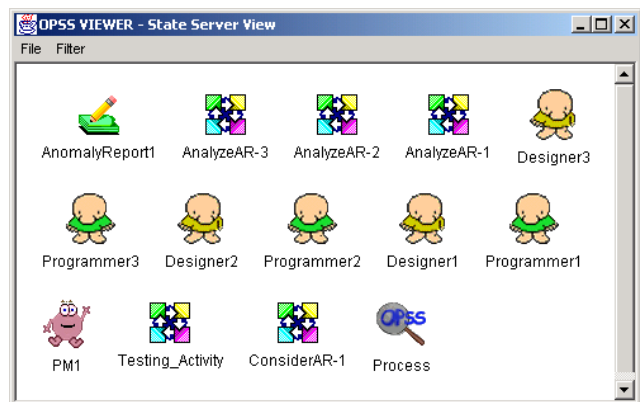 OPSS VIEWER - State Server View
File Filter
AnomalyReport1 AnalyzeAR-3 AnalyzeAR-2 AnalyzeAR-1 Designer3
Programmer3 Designer2 Programmer2 Designer1 Programmer1
OPSS
PM1 Testing_Activity ConsiderAR-1 Process